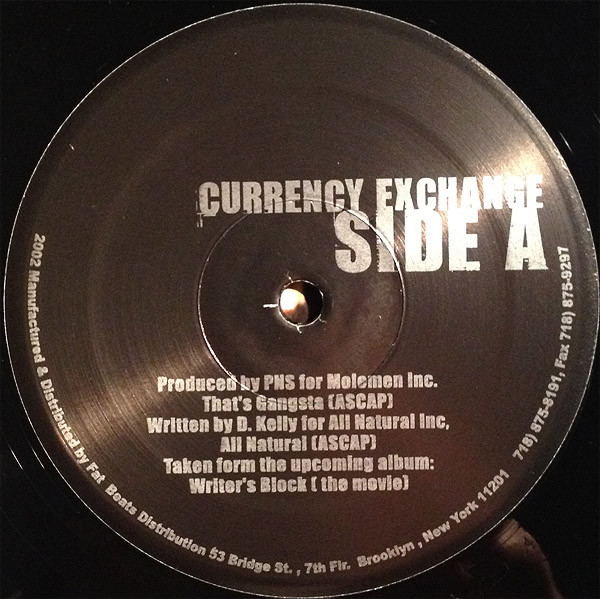 CURRENCY EXCHANGE
SIDE A
Produced by PNS for Molemen Inc.
That's Gangsta (ASCAP)
Written by D. Kelly for All Natural Inc,
All Natural (ASCAP)
Taken form the upcoming album:
Writer's Block ( the movie)
2002 Manufactured & Distributed by Fat Beats Distribution 53 Bridge St. , 7th Flr. Brooklyn , New York 11201 718) 875-8191, Fax 718) 875-9297